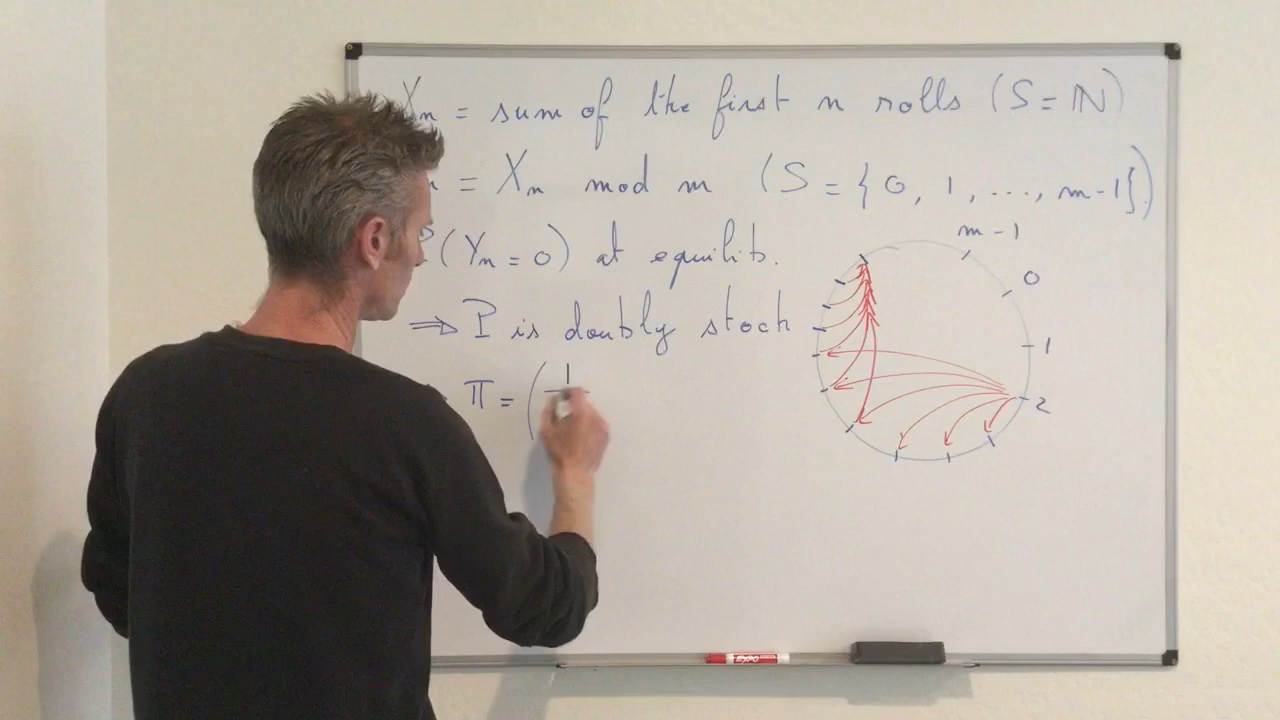 Xn = sum of the first n rolls (S = ℕ)
n = Xn mod m (S = {0, 1, ..., m-1})
P(Yn = 0) at equilib.
⇒ P is doubly stoch
π = ( 1
m-1
0
1
2
EXPO